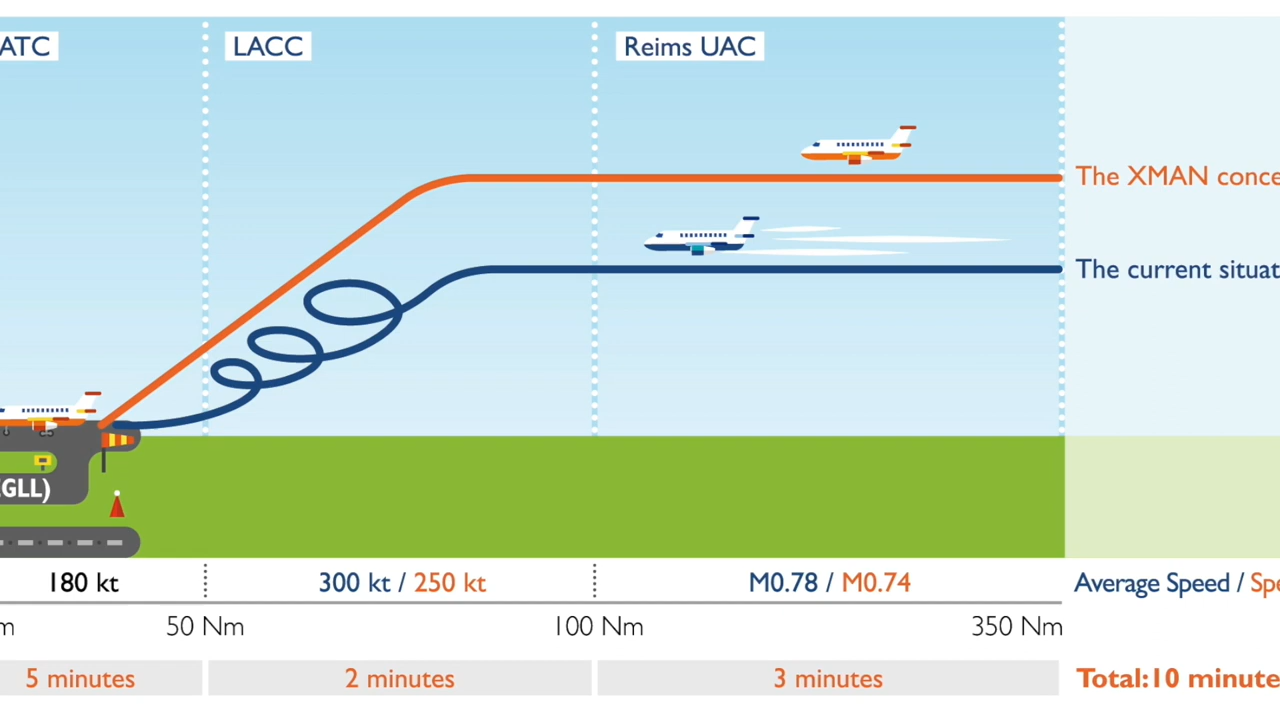 ATC
LACC
Reims UAC
The XMAN conce
The current situat
GLL)
180 kt
300 kt / 250 kt
M0.78 / M0.74
Average Speed / Spe
m
50 Nm
100 Nm
350 Nm
5 minutes
2 minutes
3 minutes
Total:10 minute